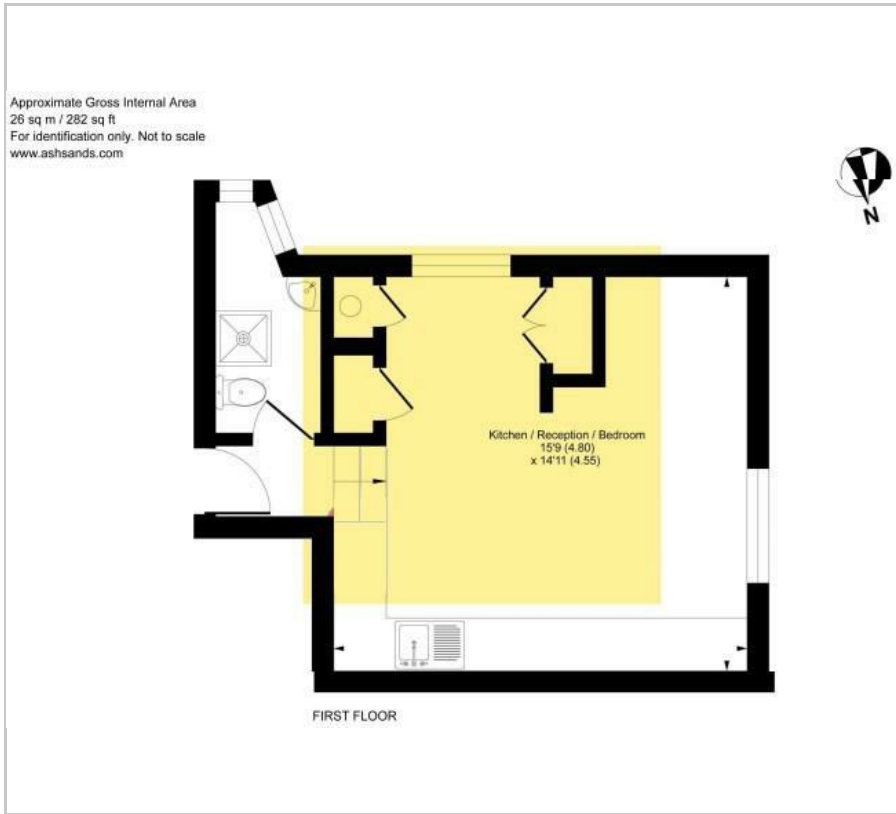 Approximate Gross Internal Area
26 sq m / 282 sq ft
For identification only. Not to scale
www.ashsands.com
N
Kitchen / Reception / Bedroom
15'9 (4.80)
x 14'11 (4.55)
FIRST FLOOR